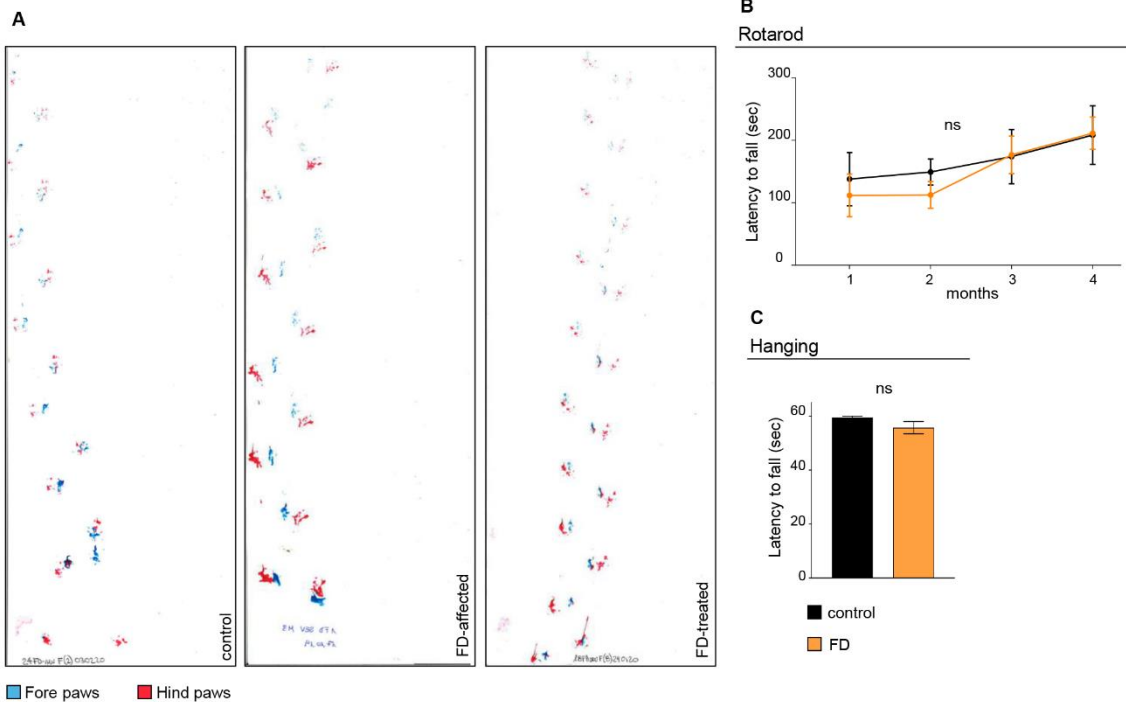 A
control
FD-affected
FD-treated
Fore paws
Hind paws
B
Rotarod
300
200
100
0
Latency to fall (sec)
ns
1 2 3 4
months
C
Hanging
ns
60
40
20
0
Latency to fall (sec)
control
FD